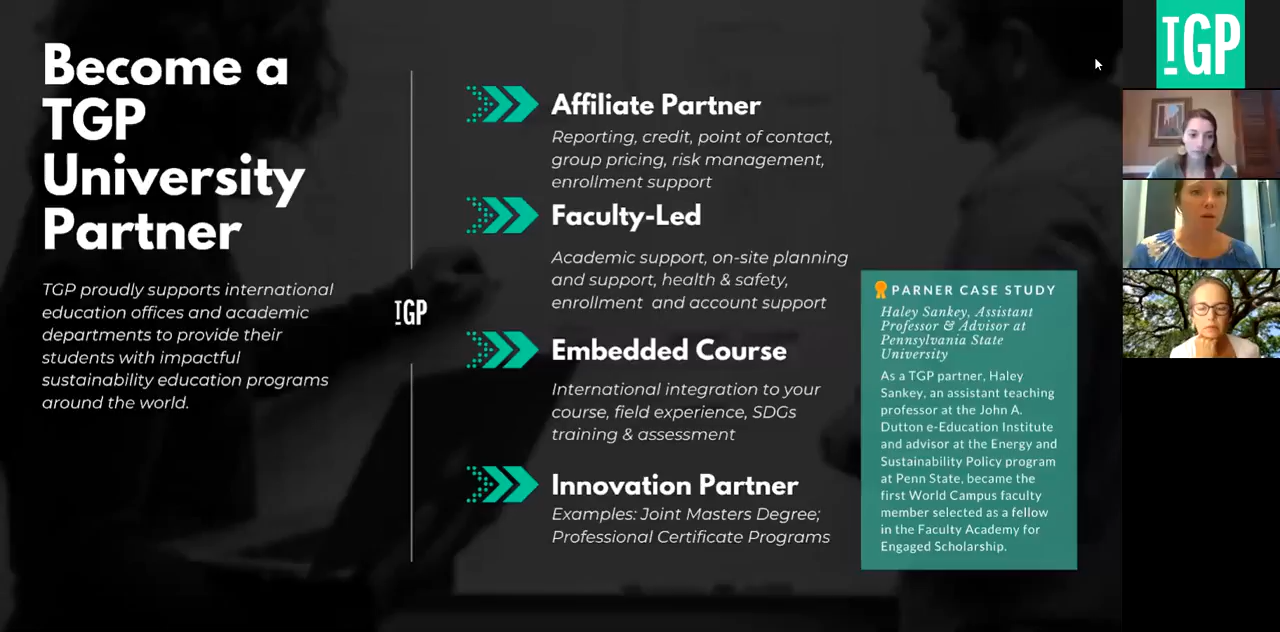 Become a
TGP
University
Partner
TGP proudly supports international
education offices and academic
departments to provide their
students with impactful
sustainability education programs
around the world.
TGP
Affiliate Partner
Reporting, credit, point of contact,
group pricing, risk management,
enrollment support
Faculty-Led
Academic support, on-site planning
and support, health & safety,
enrollment and account support
Embedded Course
International integration to your
course, field experience, SDGs
training & assessment
Innovation Partner
Examples: Joint Masters Degree;
Professional Certificate Programs
PARNER CASE STUDY
Haley Sankey, Assistant
Professor & Advisor at
Pennsylvania State
University
As a TGP partner, Haley
Sankey, an assistant teaching
professor at the John A.
Dutton e-Education Institute
and advisor at the Energy and
Sustainability Policy program
at Penn State, became the
first World Campus faculty
member selected as a fellow
in the Faculty Academy for
Engaged Scholarship.
TGP